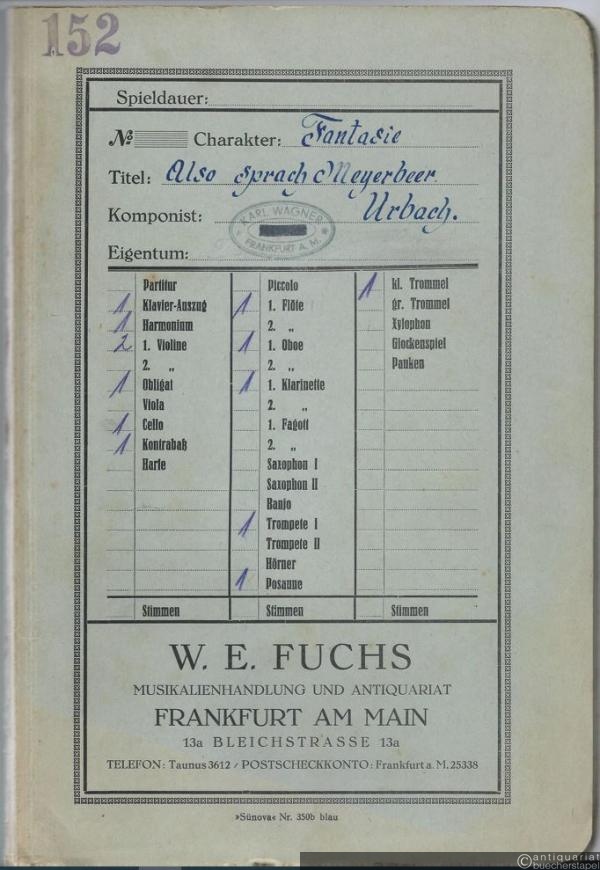 152
Spieldauer:
№ Charakter: Fantasie
Titel: Also sprach Meyerbeer.
Komponist: Urbach.
KARL WAGNER
FRANKFURT A. M.
Eigentum:
Partitur
1 Klavier-Auszug
1 Harmonium
2 1. Violine
2. „
1 Obligat
Viola
1 Cello
1 Kontrabaß
Harfe
Stimmen
Piccolo
1 1. Flöte
2. „
1 1. Oboe
2. „
1 1. Klarinette
2. „
1. Fagott
2. „
Saxophon I
Saxophon II
Banjo
1 Trompete I
Trompete II
Hörner
1 Posaune
Stimmen
1 kl. Trommel
gr. Trommel
Xylophon
Glockenspiel
Pauken
Stimmen
W. E. FUCHS
MUSIKALIENHANDLUNG UND ANTIQUARIAT
FRANKFURT AM MAIN
13a BLEICHSTRASSE 13a
TELEFON: Taunus 3612 / POSTSCHECKKONTO: Frankfurt a. M. 25338
»Sünova« Nr. 350b blau
©antiquariat
buecherstapel